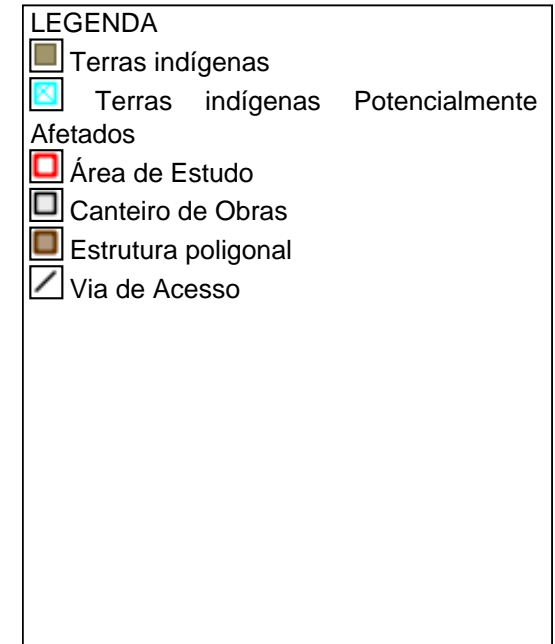 LEGENDA
Terras indígenas
Terras indígenas Potencialmente
Afetados
Área de Estudo
Canteiro de Obras
Estrutura poligonal
Via de Acesso